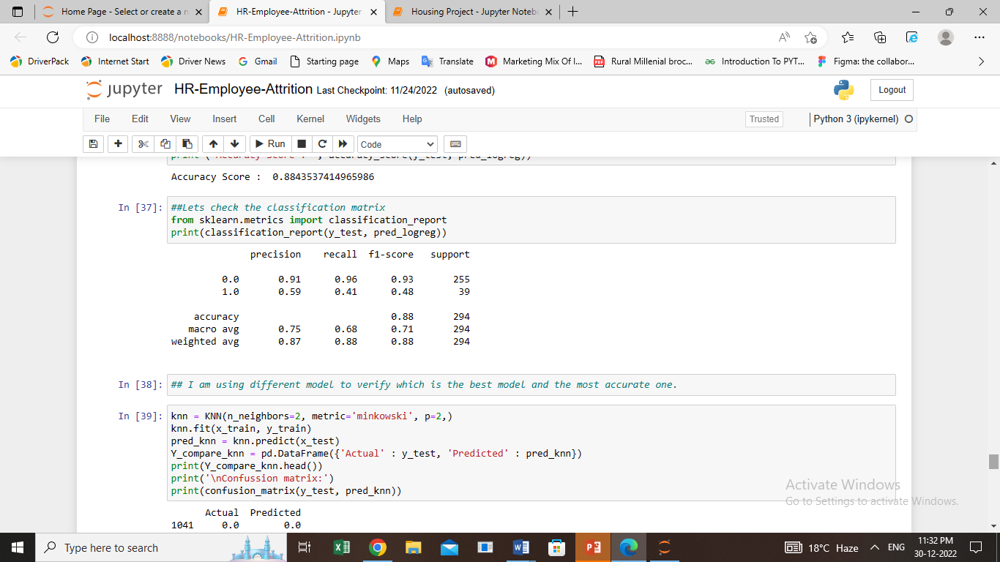 Home Page - Select or create a n
HR-Employee-Attrition - Jupyter
Housing Project - Jupyter Noteb
localhost:8888/notebooks/HR-Employee-Attrition.ipynb
DriverPack
Internet Start
Driver News
Gmail
Starting page
Maps
Translate
Marketing Mix Of I...
Rural Millenial broc...
Introduction To PYT...
Figma: the collabor...
jupyter HR-Employee-Attrition Last Checkpoint: 11/24/2022 (autosaved)
Logout
File Edit View Insert Cell Kernel Widgets Help
Trusted
Python 3 (ipykernel)
Run
Code
Accuracy Score : 0.8843537414965986
In [37]: ##Lets check the classification matrix
from sklearn.metrics import classification_report
print(classification_report(y_test, pred_logreg))
precision recall f1-score support
0.0 0.91 0.96 0.93 255
1.0 0.59 0.41 0.48 39
accuracy 0.88 294
macro avg 0.75 0.68 0.71 294
weighted avg 0.87 0.88 0.88 294
In [38]: ## I am using different model to verify which is the best model and the most accurate one.
In [39]: knn = KNN(n_neighbors=2, metric='minkowski', p=2,)
knn.fit(x_train, y_train)
pred_knn = knn.predict(x_test)
Y_compare_knn = pd.DataFrame({'Actual' : y_test, 'Predicted' : pred_knn})
print(Y_compare_knn.head())
print('\nConfussion matrix:')
print(confusion_matrix(y_test, pred_knn))
Actual Predicted
1041 0.0 0.0
Activate Windows
Go to Settings to activate Windows.
Type here to search
18°C Haze
ENG
11:32 PM
30-12-2022